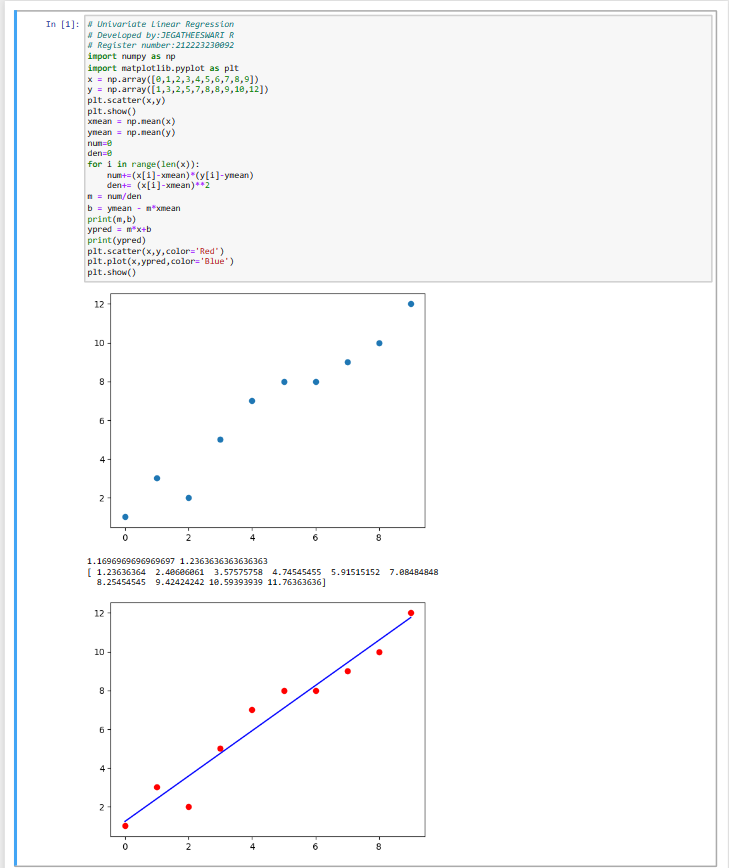 In [1]:
# Univariate Linear Regression
# Developed by:JEGATHEESWARI R
# Register number:212223230092
import numpy as np
import matplotlib.pyplot as plt
x = np.array([0,1,2,3,4,5,6,7,8,9])
y = np.array([1,3,2,5,7,8,8,9,10,12])
plt.scatter(x,y)
plt.show()
xmean = np.mean(x)
ymean = np.mean(y)
num=0
den=0
for i in range(len(x)):
    num+=(x[i]-xmean)*(y[i]-ymean)
    den+= (x[i]-xmean)**2
m = num/den
b = ymean - m*xmean
print(m,b)
ypred = m*x+b
print(ypred)
plt.scatter(x,y,color='Red')
plt.plot(x,ypred,color='Blue')
plt.show()
12
10
8
6
4
2
0 2 4 6 8
1.1696969696969697 1.2363636363636363
[ 1.23636364  2.40606061  3.57575758  4.74545455  5.91515152  7.08484848
  8.25454545  9.42424242 10.59393939 11.76363636]
12
10
8
6
4
2
0 2 4 6 8